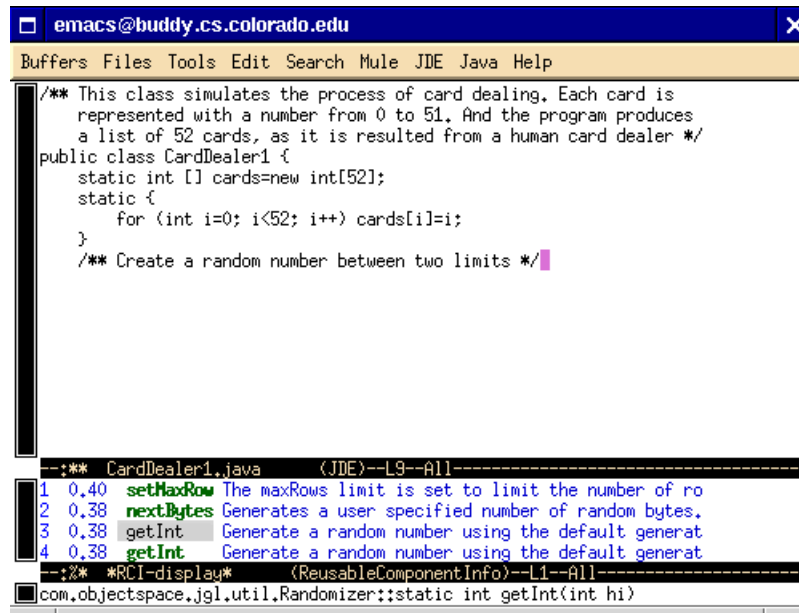 emacs@buddy.cs.colorado.edu
Buffers Files Tools Edit Search Mule JDE Java Help
/** This class simulates the process of card dealing. Each card is
represented with a number from 0 to 51. And the program produces
a list of 52 cards, as it is resulted from a human card dealer */
public class CardDealer1 {
static int [] cards=new int[52];
static {
for (int i=0; i<52; i++) cards[i]=i;
}
/** Create a random number between two limits */
--:** CardDealer1.java (JDE)--L9--All--------------------------------
1 0.40 setMaxRow The maxRows limit is set to limit the number of ro
2 0.38 nextBytes Generates a user specified number of random bytes.
3 0.38 getInt Generate a random number using the default generat
4 0.38 getInt Generate a random number using the default generat
--:%* *RCI-display* (ReusableComponentInfo)--L1--All---------------------
com.objectspace.jgl.util.Randomizer::static int getInt(int hi)